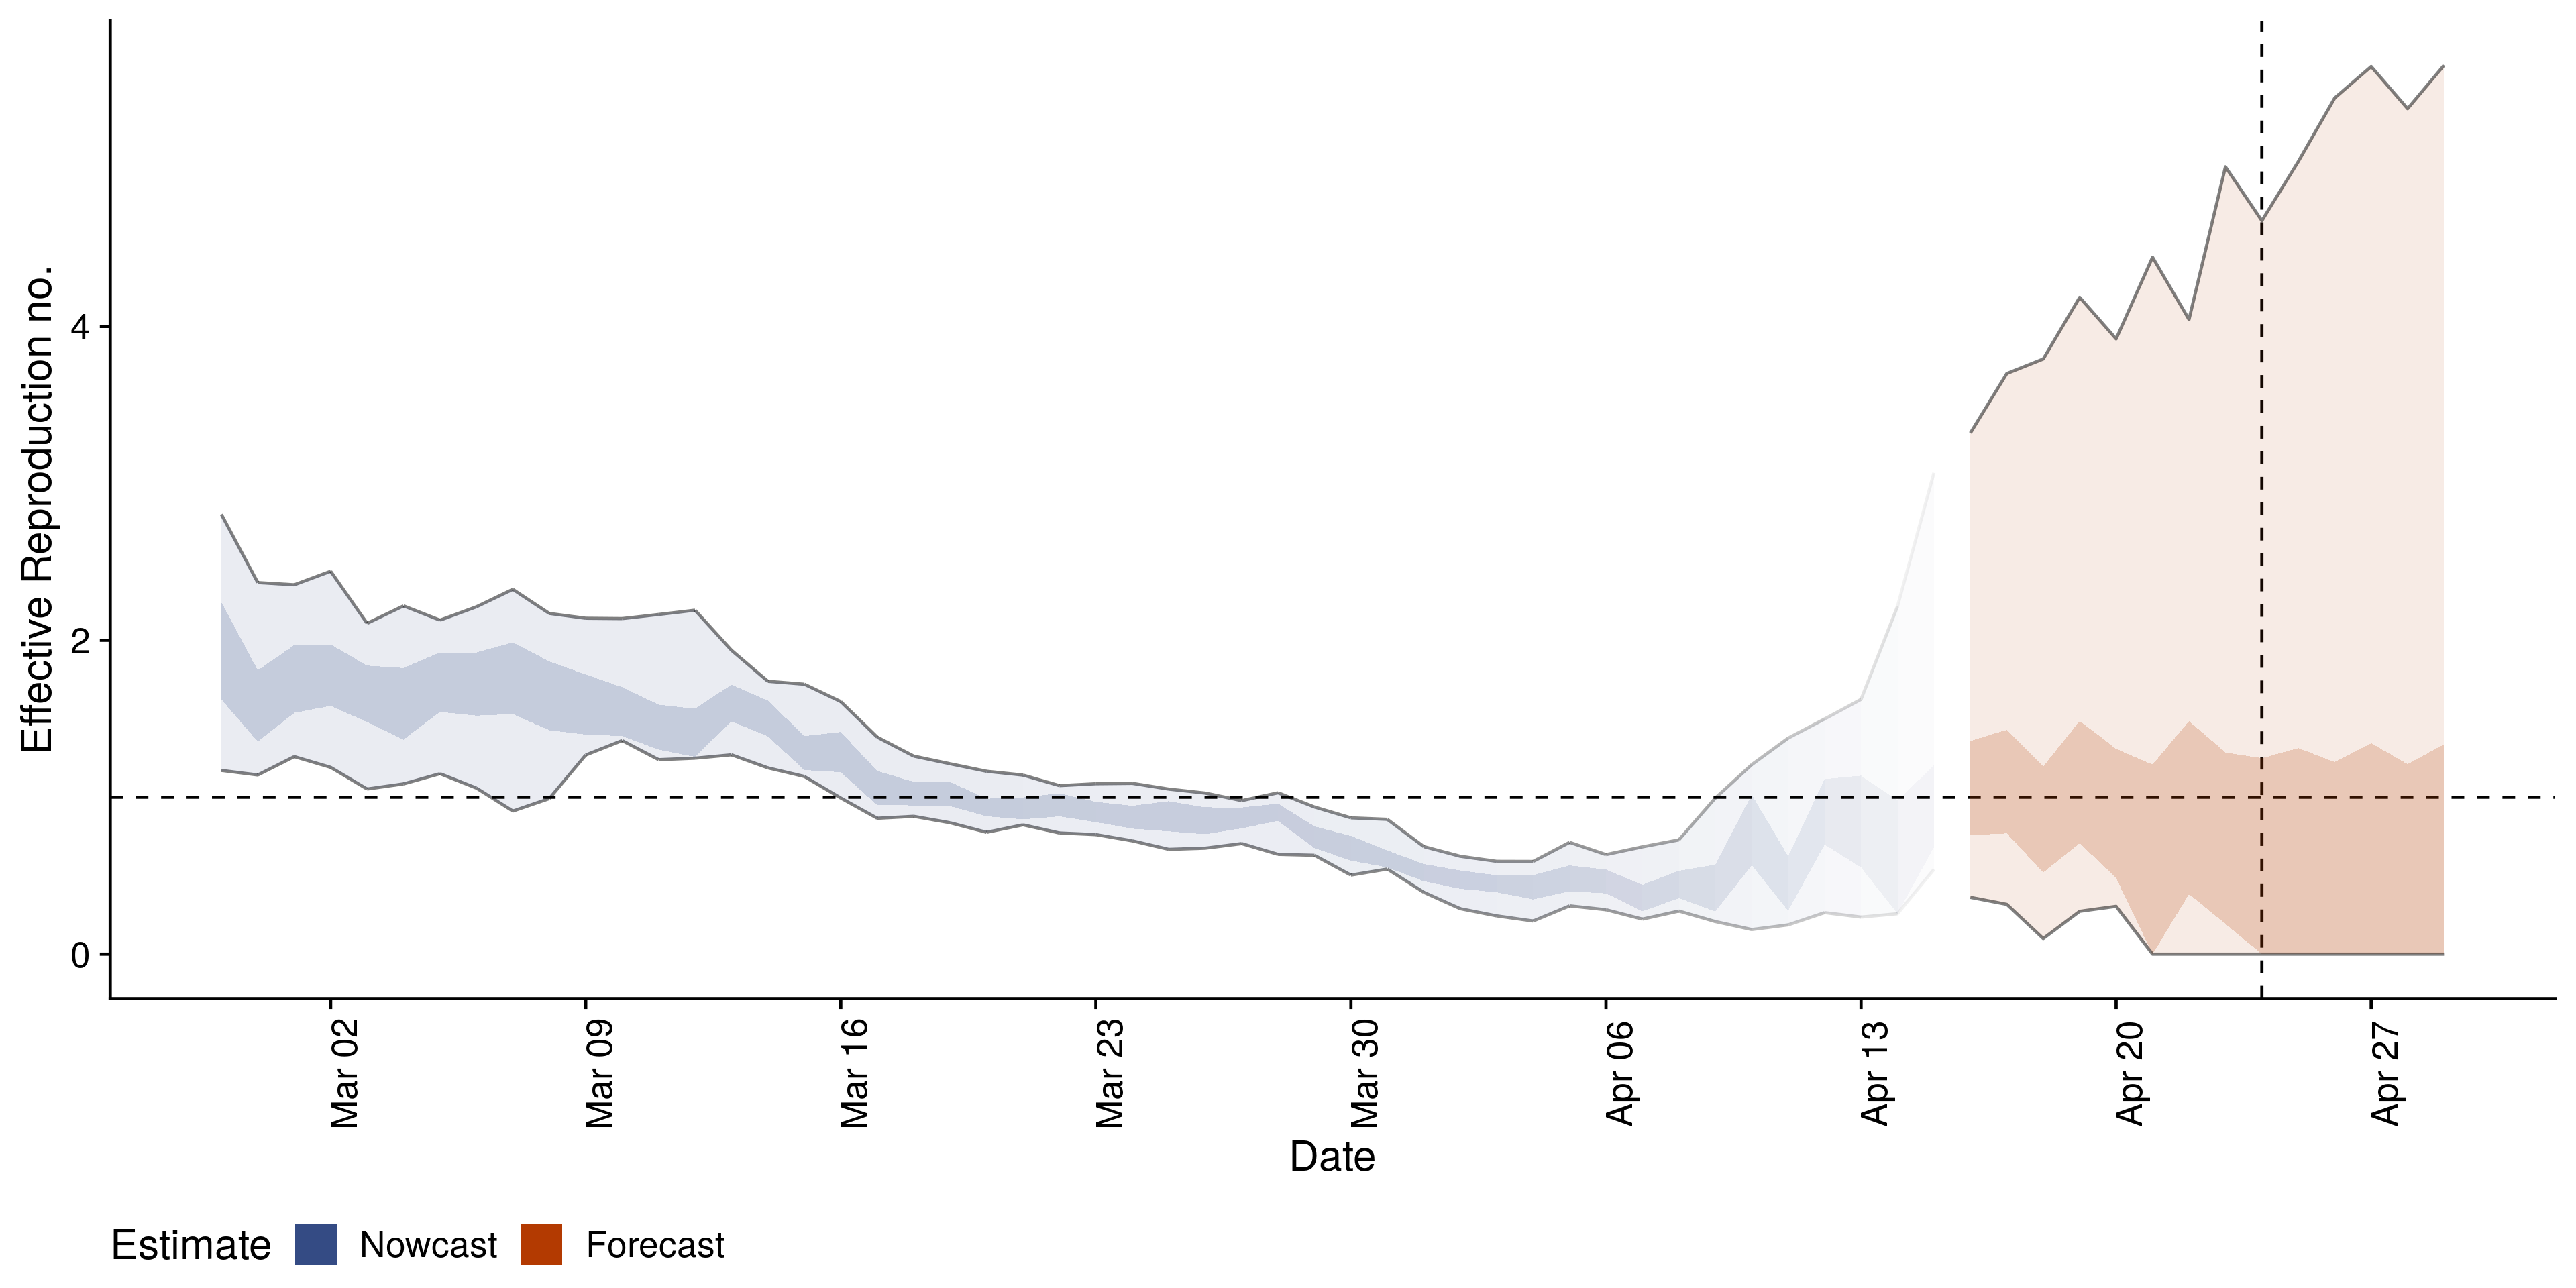 Effective Reproduction no.
4
2
0
Mar 02
Mar 09
Mar 16
Mar 23
Mar 30
Apr 06
Apr 13
Apr 20
Apr 27
Date
Estimate Nowcast Forecast